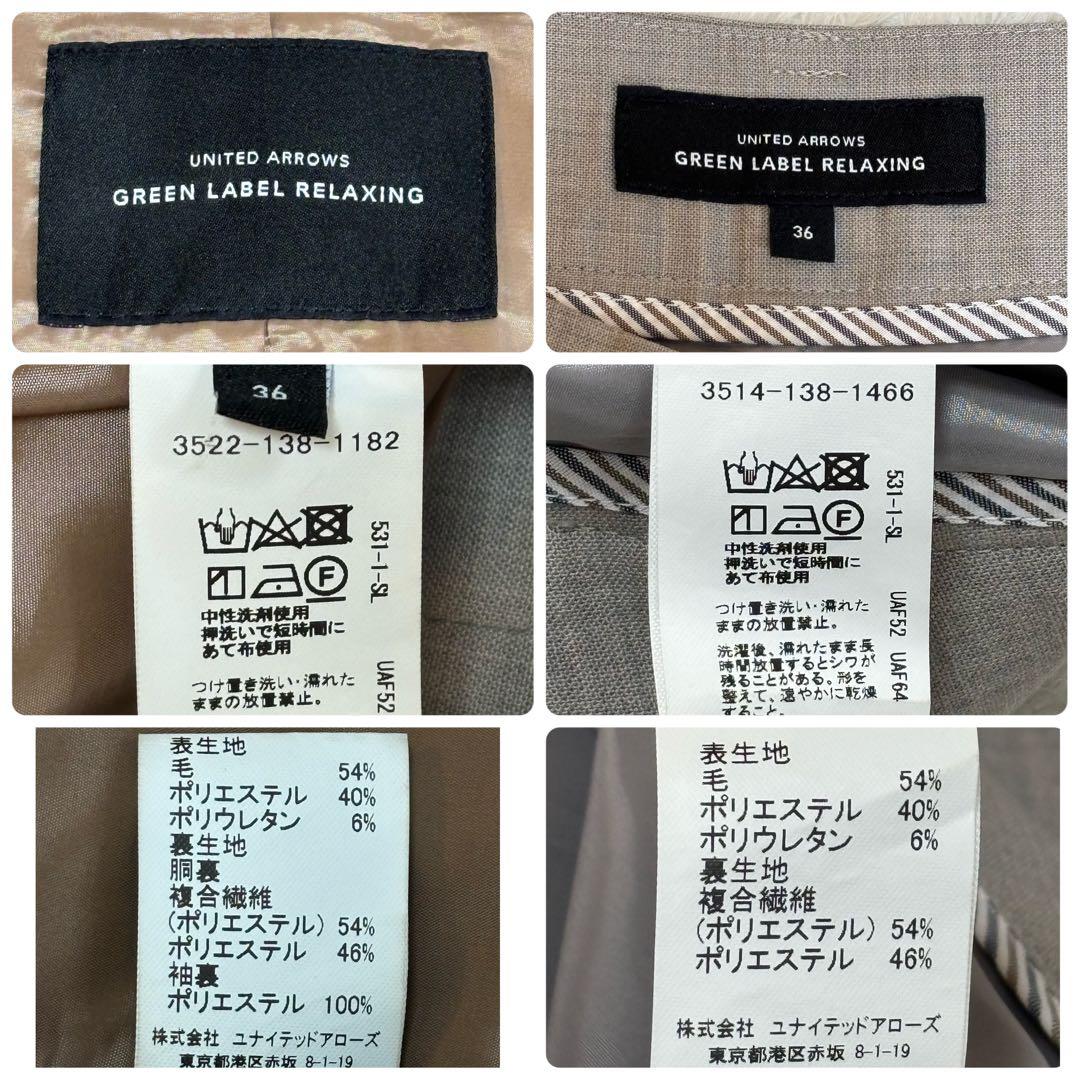 UNITED ARROWS
GREEN LABEL RELAXING
UNITED ARROWS
GREEN LABEL RELAXING
36
36
3522-138-1182
F
中性洗剤使用
押洗いで短時間に
あて布使用
つけ置き洗い・濡れた
ままの放置禁止。
531-1-SL
UAF52
3514-138-1466
F
中性洗剤使用
押洗いで短時間に
あて布使用
つけ置き洗い・濡れた
ままの放置禁止。
洗濯後、濡れたまま長
時間放置するとシワが
残ることがある。形を
整えて、速やかに乾燥
すること。
531-1-SL
UAF52 UAF64
表生地
毛 54%
ポリエステル 40%
ポリウレタン 6%
裏生地
胴裏
複合繊維
(ポリエステル) 54%
ポリエステル 46%
袖裏
ポリエステル 100%
株式会社 ユナイテッドアローズ
東京都港区赤坂 8-1-19
表生地
毛 54%
ポリエステル 40%
ポリウレタン 6%
裏生地
複合繊維
(ポリエステル) 54%
ポリエステル 46%
株式会社 ユナイテッドアローズ
東京都港区赤坂 8-1-19